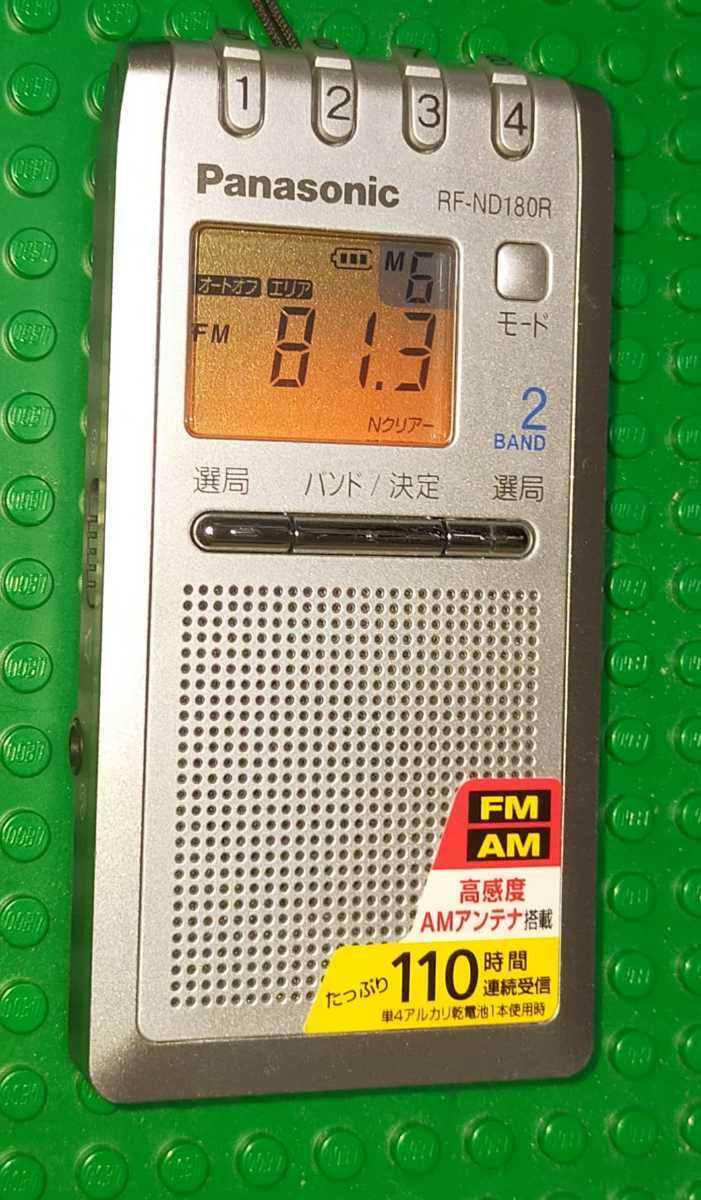 1 2 3 4
Panasonic RF-ND180R
M 6
オートオフ エリア
FM 81.3
Nクリアー
モード
2
BAND
選局 バンド / 決定 選局
FM
AM
高感度
AMアンテナ搭載
たっぷり 110 時間
連続受信
単4アルカリ乾電池1本使用時